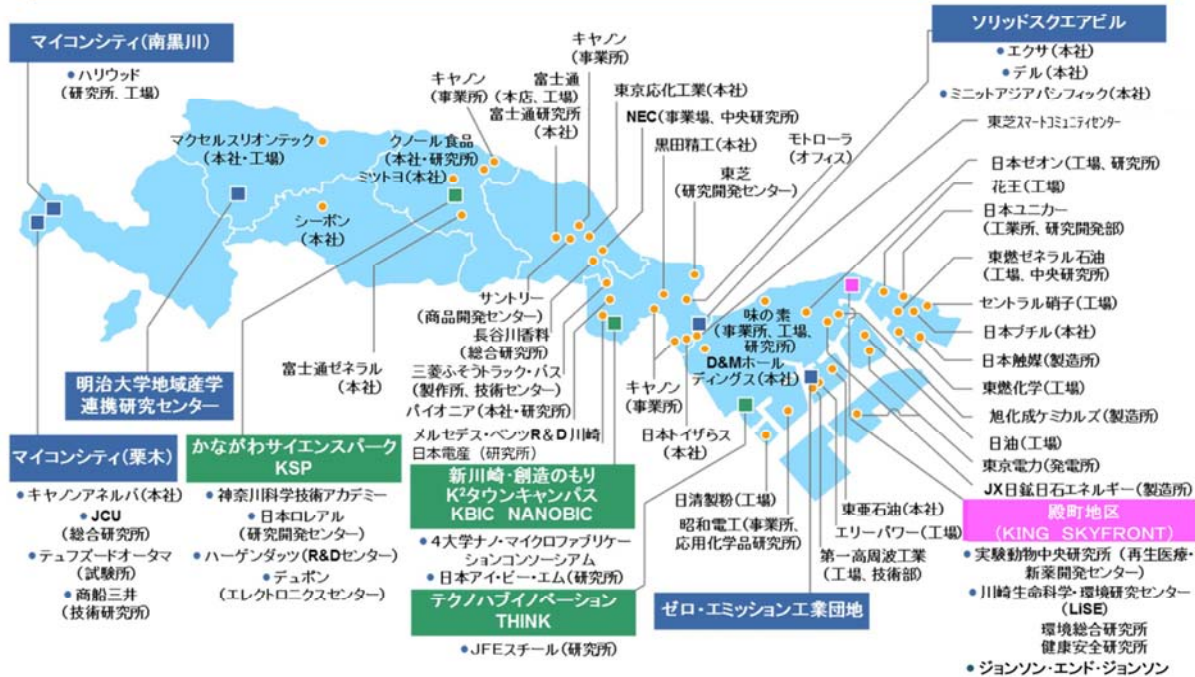 マイコンシティ(南黒川)
●ハリウッド
(研究所、工場)
マクセルスリオンテック
(本社・工場)
シーボン
(本社)
キヤノン
(事業所)
富士通
(本店、工場)
富士通研究所
(本社)
キヤノン
(事業所)
クノール食品
(本社・研究所)
ミツトヨ(本社)
東京応化工業(本社)
NEC(事業場、中央研究所)
黒田精工(本社)
東芝
(研究開発センター)
モトローラ
(オフィス)
ソリッドスクエアビル
●エクサ(本社)
●デル(本社)
●ミニットアジアパシフィック(本社)
東芝スマートコミュニティセンター
日本ゼオン(工場、研究所)
花王(工場)
日本ユニカー
(工業所、研究開発部)
東燃ゼネラル石油
(工場、中央研究所)
セントラル硝子(工場)
日本ブチル(本社)
日本触媒(製造所)
東燃化学(工場)
旭化成ケミカルズ(製造所)
日油(工場)
東京電力(発電所)
JX日鉱日石エネルギー(製造所)
味の素
(事業所、工場、
研究所)
D&Mホール
ディングス(本社)
サントリー
(商品開発センター)
長谷川香料
(総合研究所)
三菱ふそうトラック・バス
(製作所、技術センター)
パイオニア(本社・研究所)
メルセデス・ベンツR&D川崎
日本電産(研究所)
富士通ゼネラル
(本社)
キヤノン
(事業所)
日本トイザらス
(本社)
日清製粉(工場)
昭和電工(事業所、
応用化学品研究所)
東亜石油(本社)
エリーパワー(工場)
第一高周波工業
(工場、技術部)
明治大学地域産学
連携研究センター
マイコンシティ(栗木)
●キヤノンアネルバ(本社)
●JCU
(総合研究所)
●テュフズードオータマ
(試験所)
●商船三井
(技術研究所)
かながわサイエンスパーク
KSP
●神奈川科学技術アカデミー
●日本ロレアル
(研究開発センター)
●ハーゲンダッツ(R&Dセンター)
●デュポン
(エレクトロニクスセンター)
新川崎・創造のもり
K²タウンキャンパス
KBIC NANOBIC
●4大学ナノ・マイクロファブリケー
ションコンソーシアム
●日本アイ・ビー・エム(研究所)
テクノハブイノベーション
THINK
●JFEスチール(研究所)
ゼロ・エミッション工業団地
殿町地区
(KING SKYFRONT)
●実験動物中央研究所(再生医療・
新薬開発センター)
●川崎生命科学・環境研究センター
(LiSE)
環境総合研究所
健康安全研究所
●ジョンソン・エンド・ジョンソン